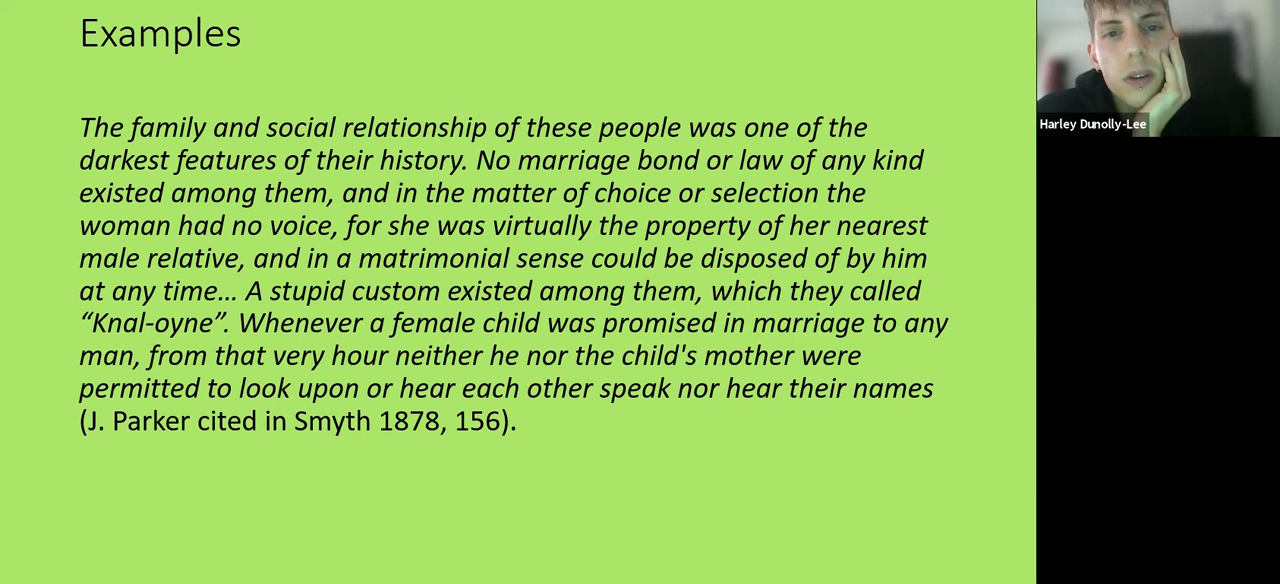 Examples
The family and social relationship of these people was one of the
darkest features of their history. No marriage bond or law of any kind
existed among them, and in the matter of choice or selection the
woman had no voice, for she was virtually the property of her nearest
male relative, and in a matrimonial sense could be disposed of by him
at any time… A stupid custom existed among them, which they called
“Knal-oyne”. Whenever a female child was promised in marriage to any
man, from that very hour neither he nor the child's mother were
permitted to look upon or hear each other speak nor hear their names
(J. Parker cited in Smyth 1878, 156).
Harley Dunolly-Lee